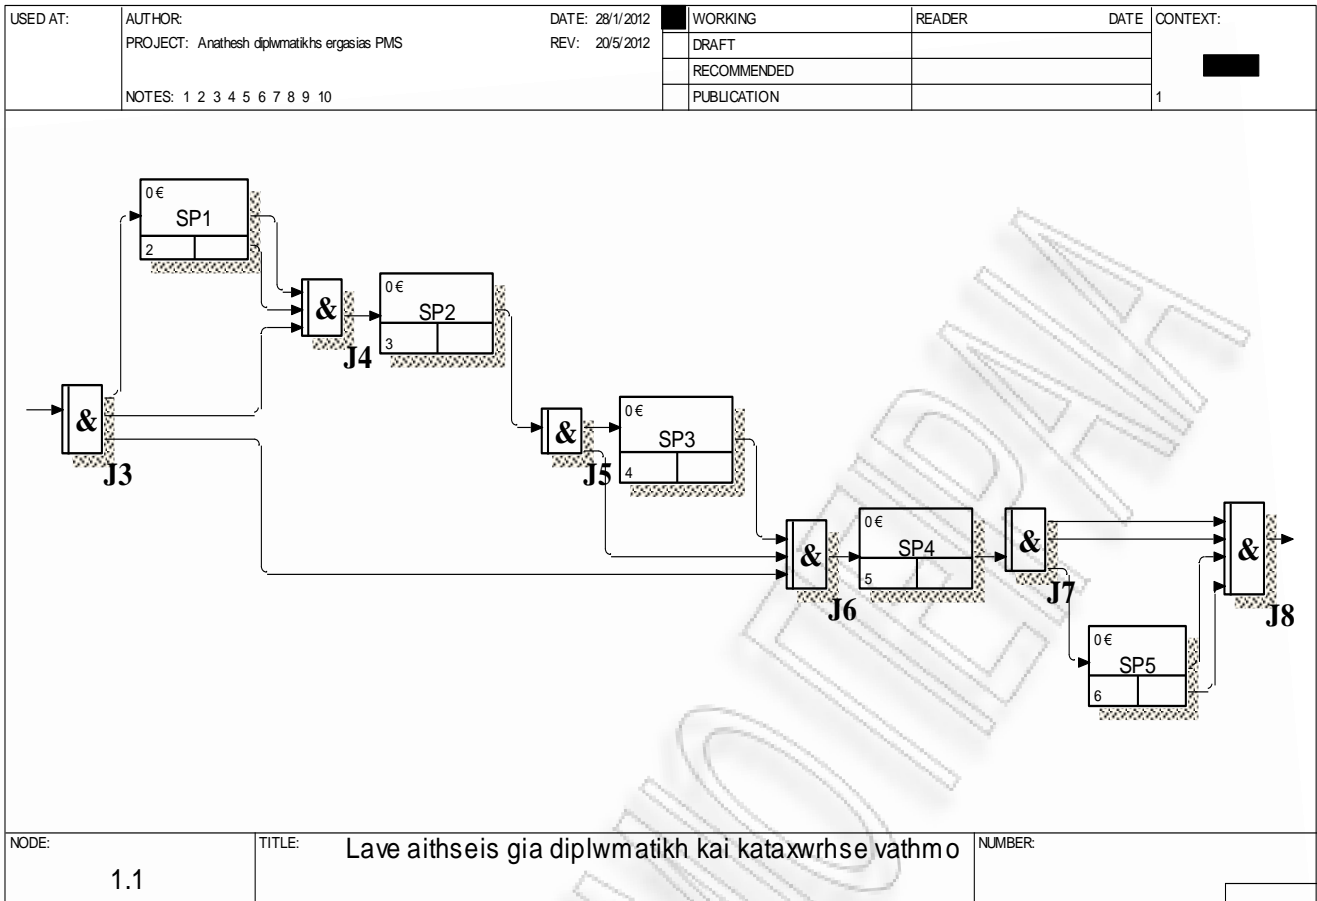 USED AT:
AUTHOR:
DATE: 28/1/2012
WORKING
READER
DATE
CONTEXT:
PROJECT: Anathesh diplwmatikhs ergasias PMS
REV: 20/5/2012
DRAFT
RECOMMENDED
NOTES: 1 2 3 4 5 6 7 8 9 10
PUBLICATION
1
0 €
SP1
2
&
J4
0 €
SP2
3
&
J3
&
J5
0 €
SP3
4
&
J6
0 €
SP4
5
&
J7
&
J8
0 €
SP5
6
NODE:
1.1
TITLE:
Lave aithseis gia diplwmatikh kai kataxwrhse vathmo
NUMBER: